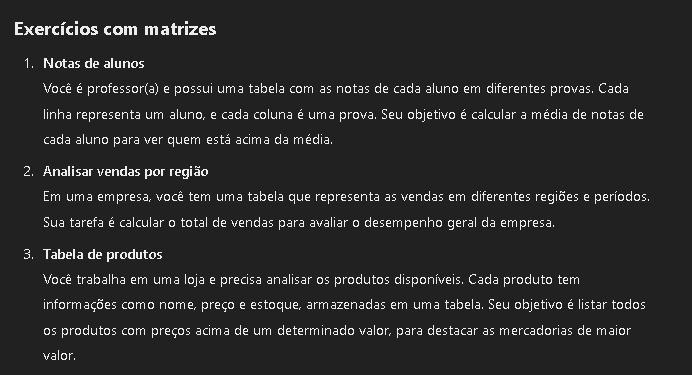 Exercícios com matrizes
1. Notas de alunos
Você é professor(a) e possui uma tabela com as notas de cada aluno em diferentes provas. Cada
linha representa um aluno, e cada coluna é uma prova. Seu objetivo é calcular a média de notas de
cada aluno para ver quem está acima da média.
2. Analisar vendas por região
Em uma empresa, você tem uma tabela que representa as vendas em diferentes regiões e períodos.
Sua tarefa é calcular o total de vendas para avaliar o desempenho geral da empresa.
3. Tabela de produtos
Você trabalha em uma loja e precisa analisar os produtos disponíveis. Cada produto tem
informações como nome, preço e estoque, armazenadas em uma tabela. Seu objetivo é listar todos
os produtos com preços acima de um determinado valor, para destacar as mercadorias de maior
valor.